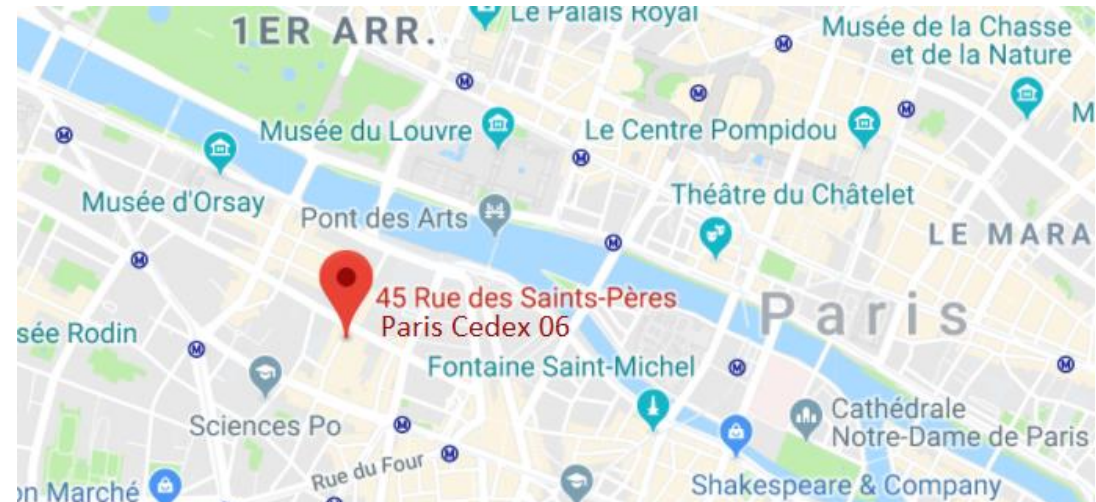 Le Palais Royal
1ER ARR.
Musée de la Chasse
et de la Nature
M
Musée du Louvre
Le Centre Pompidou
Musée d'Orsay
Théâtre du Châtelet
Pont des Arts
LE MARA
45 Rue des Saints-Pères
Paris Cedex 06
Paris
sée Rodin
Fontaine Saint-Michel
Sciences Po
Cathédrale
Notre-Dame de Paris
Rue du Four
on Marché
Shakespeare & Company